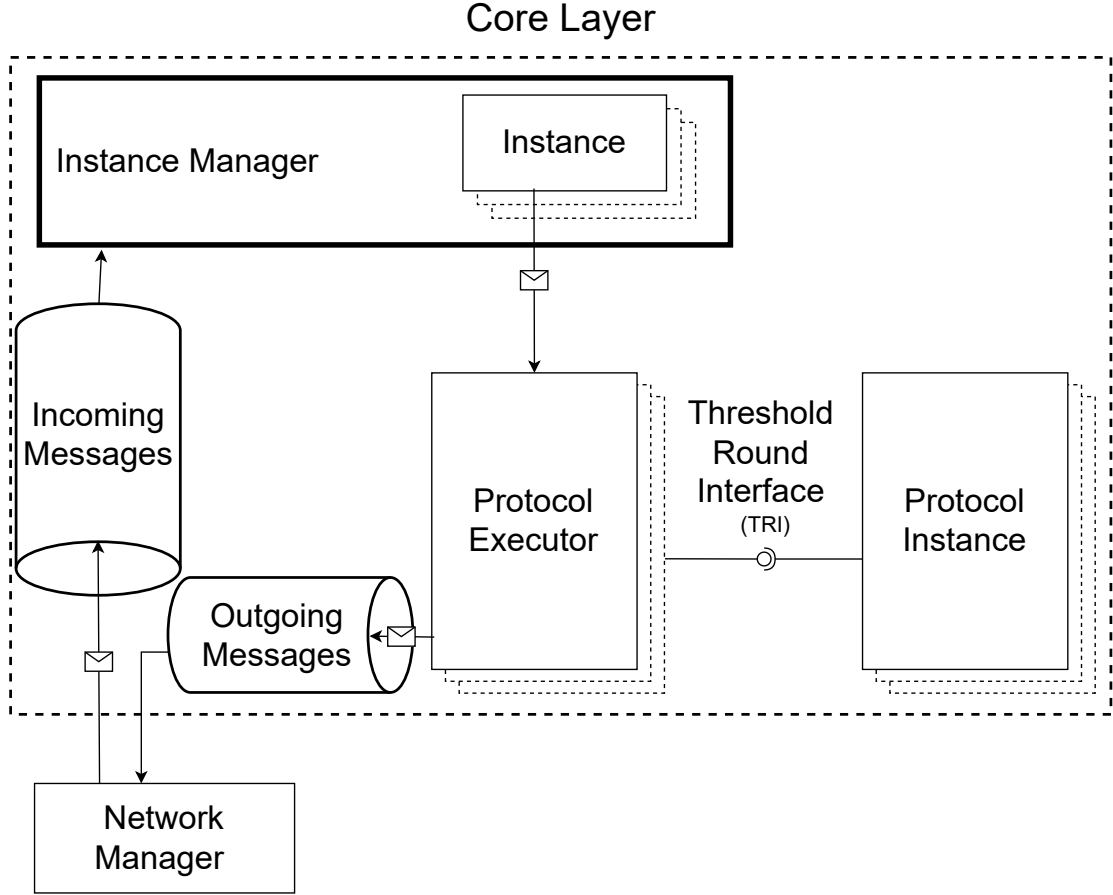 Core Layer
Instance Manager
Instance
Incoming
Messages
Protocol
Executor
Threshold
Round
Interface
(TRI)
Protocol
Instance
Outgoing
Messages
Network
Manager